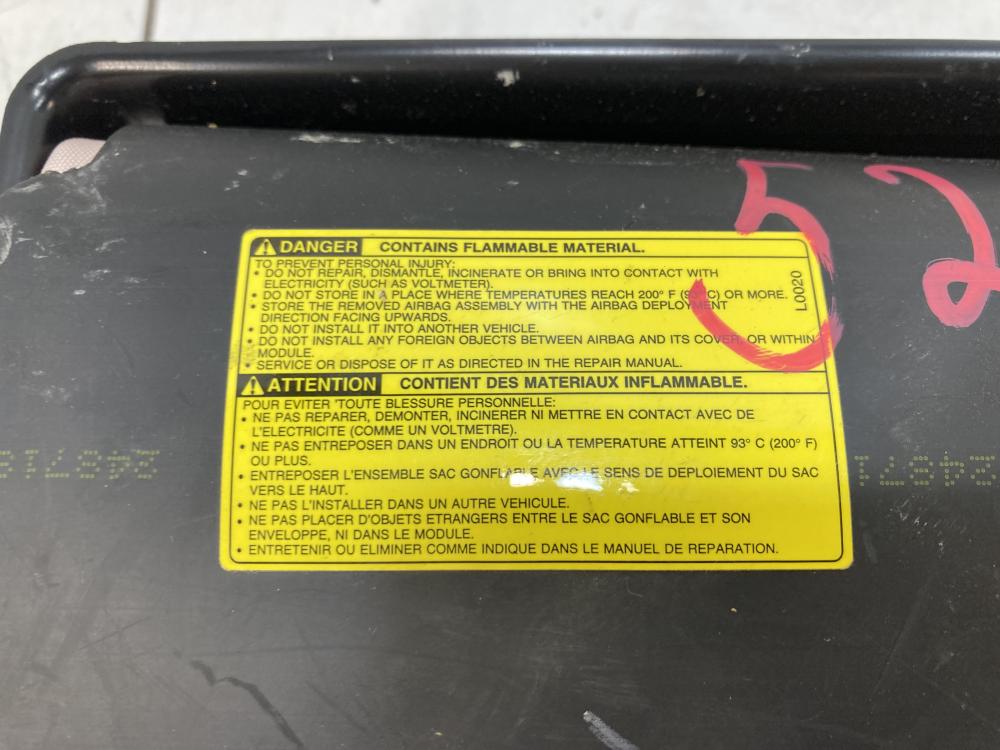 52
DANGER CONTAINS FLAMMABLE MATERIAL.
TO PREVENT PERSONAL INJURY:
• DO NOT REPAIR, DISMANTLE, INCINERATE OR BRING INTO CONTACT WITH
ELECTRICITY (SUCH AS VOLTMETER).
• DO NOT STORE IN A PLACE WHERE TEMPERATURES REACH 200° F (93° C) OR MORE.
• STORE THE REMOVED AIRBAG ASSEMBLY WITH THE AIRBAG DEPLOYMENT
DIRECTION FACING UPWARDS.
• DO NOT INSTALL IT INTO ANOTHER VEHICLE.
• DO NOT INSTALL ANY FOREIGN OBJECTS BETWEEN AIRBAG AND ITS COVER, OR WITHIN
MODULE.
• SERVICE OR DISPOSE OF IT AS DIRECTED IN THE REPAIR MANUAL.
L0020
ATTENTION CONTIENT DES MATERIAUX INFLAMMABLE.
POUR EVITER 'TOUTE BLESSURE PERSONNELLE:
• NE PAS REPARER, DEMONTER, INCINERER NI METTRE EN CONTACT AVEC DE
L'ELECTRICITE (COMME UN VOLTMETRE).
• NE PAS ENTREPOSER DANS UN ENDROIT OU LA TEMPERATURE ATTEINT 93° C (200° F)
OU PLUS.
• ENTREPOSER L'ENSEMBLE SAC GONFLABLE AVEC LE SENS DE DEPLOIEMENT DU SAC
VERS LE HAUT.
• NE PAS L'INSTALLER DANS UN AUTRE VEHICULE.
• NE PAS PLACER D'OBJETS ETRANGERS ENTRE LE SAC GONFLABLE ET SON
ENVELOPPE, NI DANS LE MODULE.
• ENTRETENIR OU ELIMINER COMME INDIQUE DANS LE MANUEL DE REPARATION.